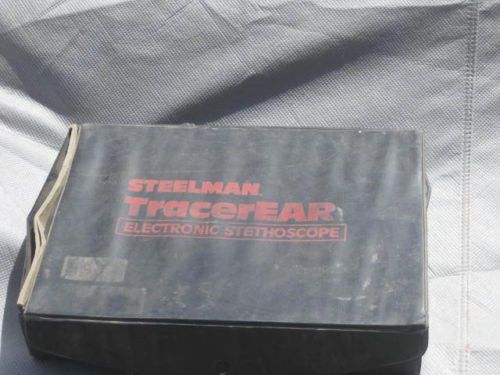 STEELMAN
TracerEAR
ELECTRONIC STETHOSCOPE